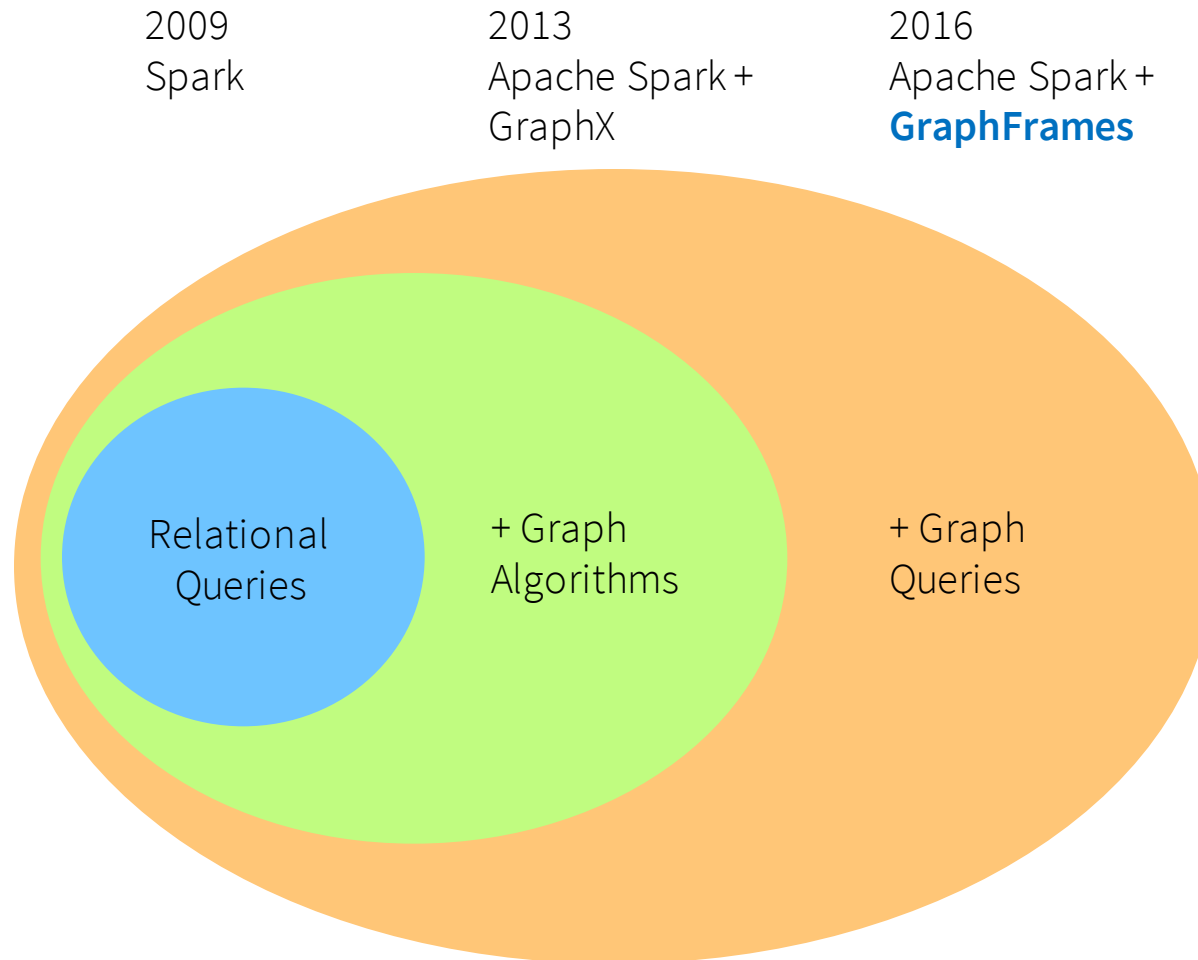 2009
Spark
2013
Apache Spark +
GraphX
2016
Apache Spark +
GraphFrames
Relational
Queries
+ Graph
Algorithms
+ Graph
Queries